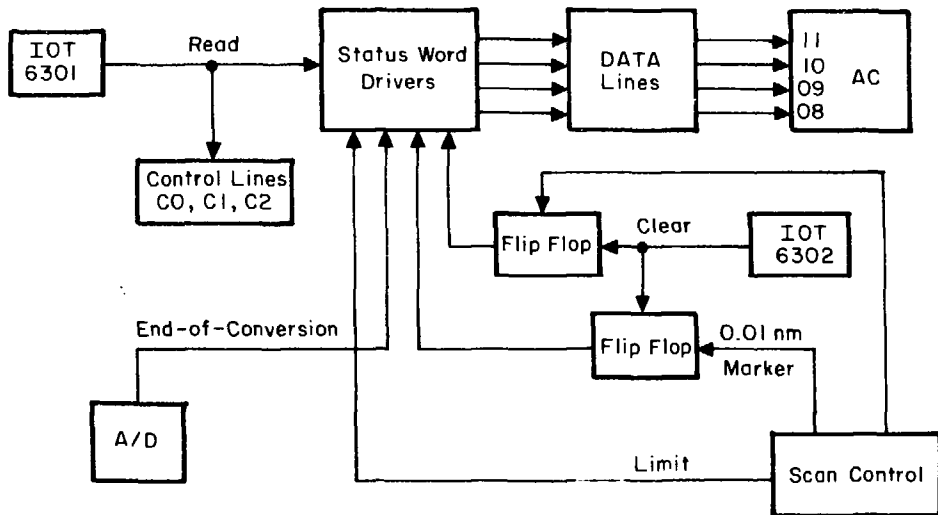 IOT
6301
Read
Status Word
Drivers
DATA
Lines
11
10
09
08
AC
Control Lines
C0, C1, C2
Flip Flop
Clear
IOT
6302
End-of-Conversion
Flip Flop
0.01 nm
Marker
A/D
Limit
Scan Control